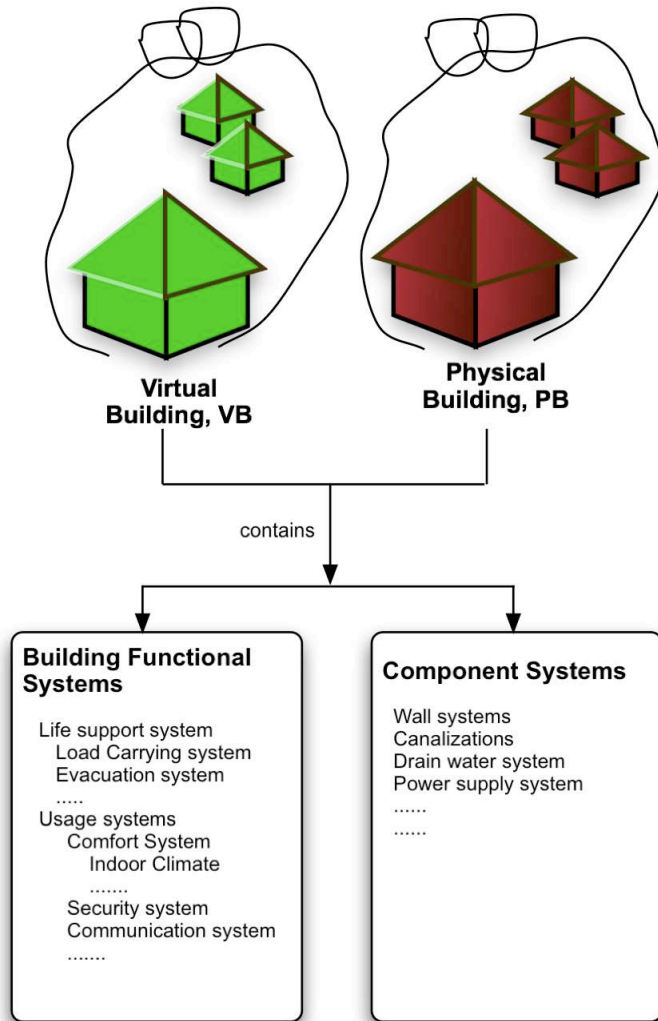 Virtual
Building, VB
Physical
Building, PB
contains
Building Functional
Systems
Life support system
Load Carrying system
Evacuation system
.....
Usage systems
Comfort System
Indoor Climate
.......
Security system
Communication system
.......
Component Systems
Wall systems
Canalizations
Drain water system
Power supply system
......
......